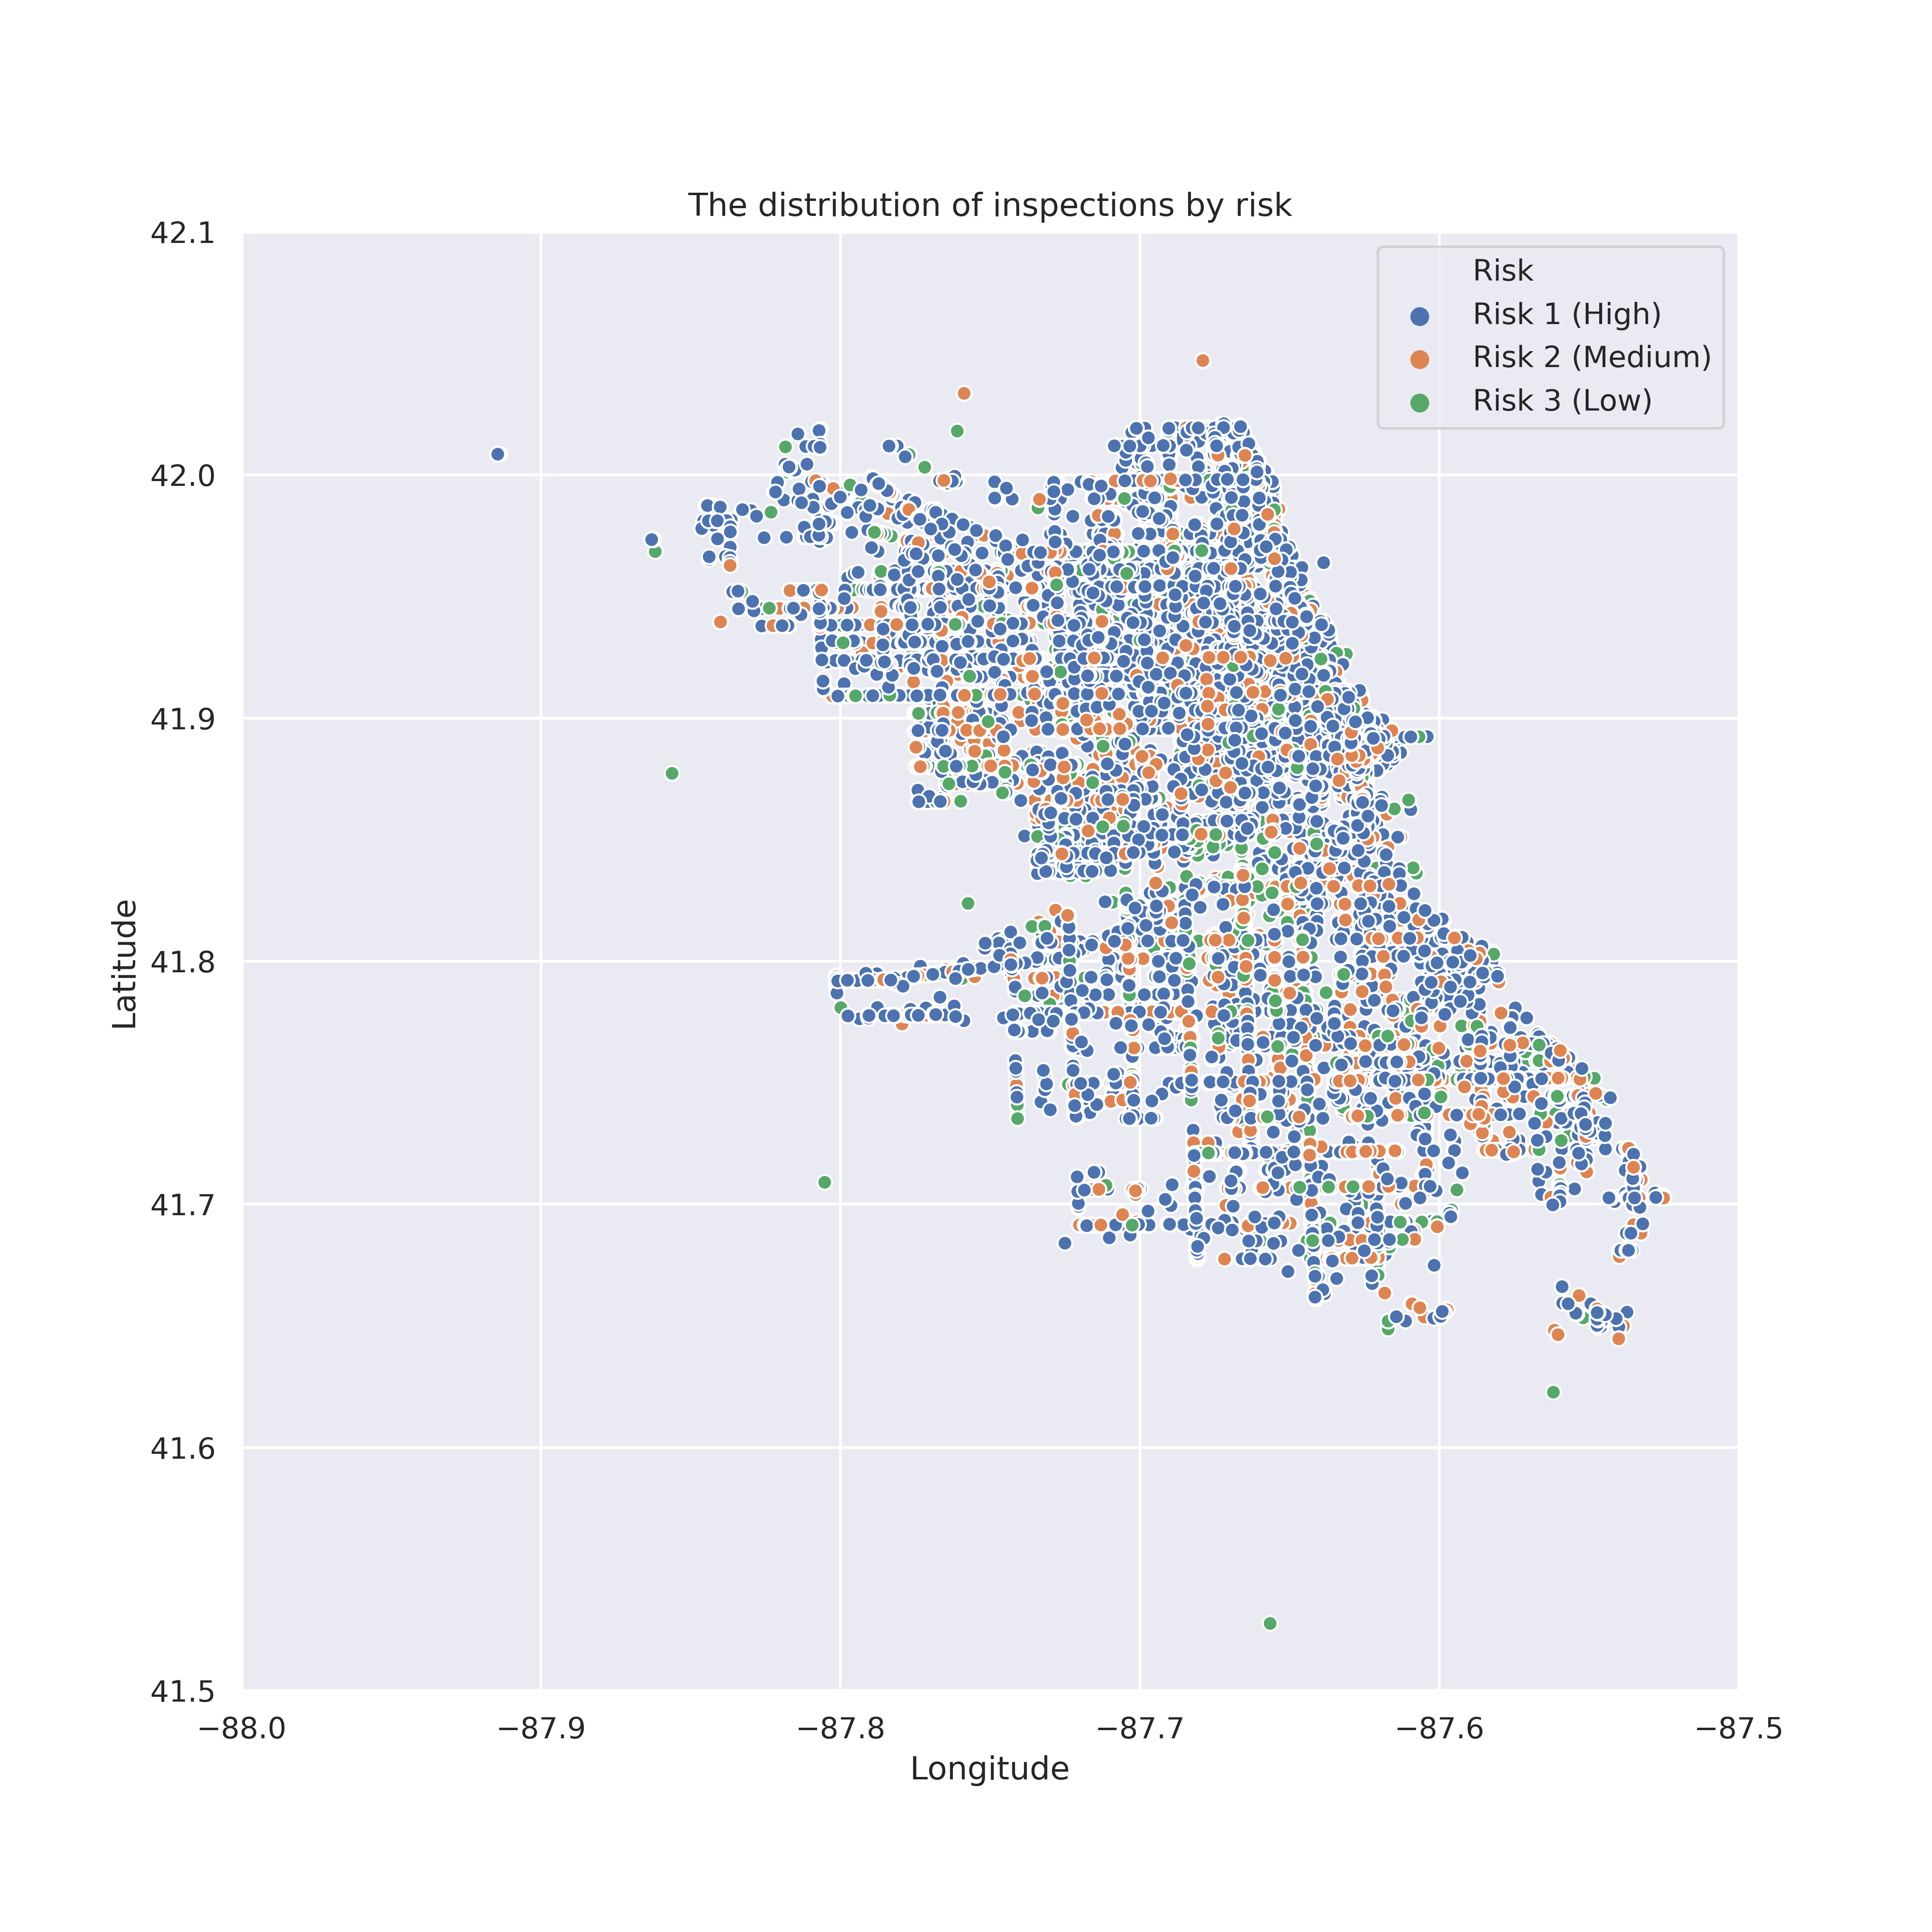 The distribution of inspections by risk
42.1
42.0
41.9
41.8
41.7
41.6
41.5
Latitude
Risk
Risk 1 (High)
Risk 2 (Medium)
Risk 3 (Low)
−88.0 −87.9 −87.8 −87.7 −87.6 −87.5
Longitude